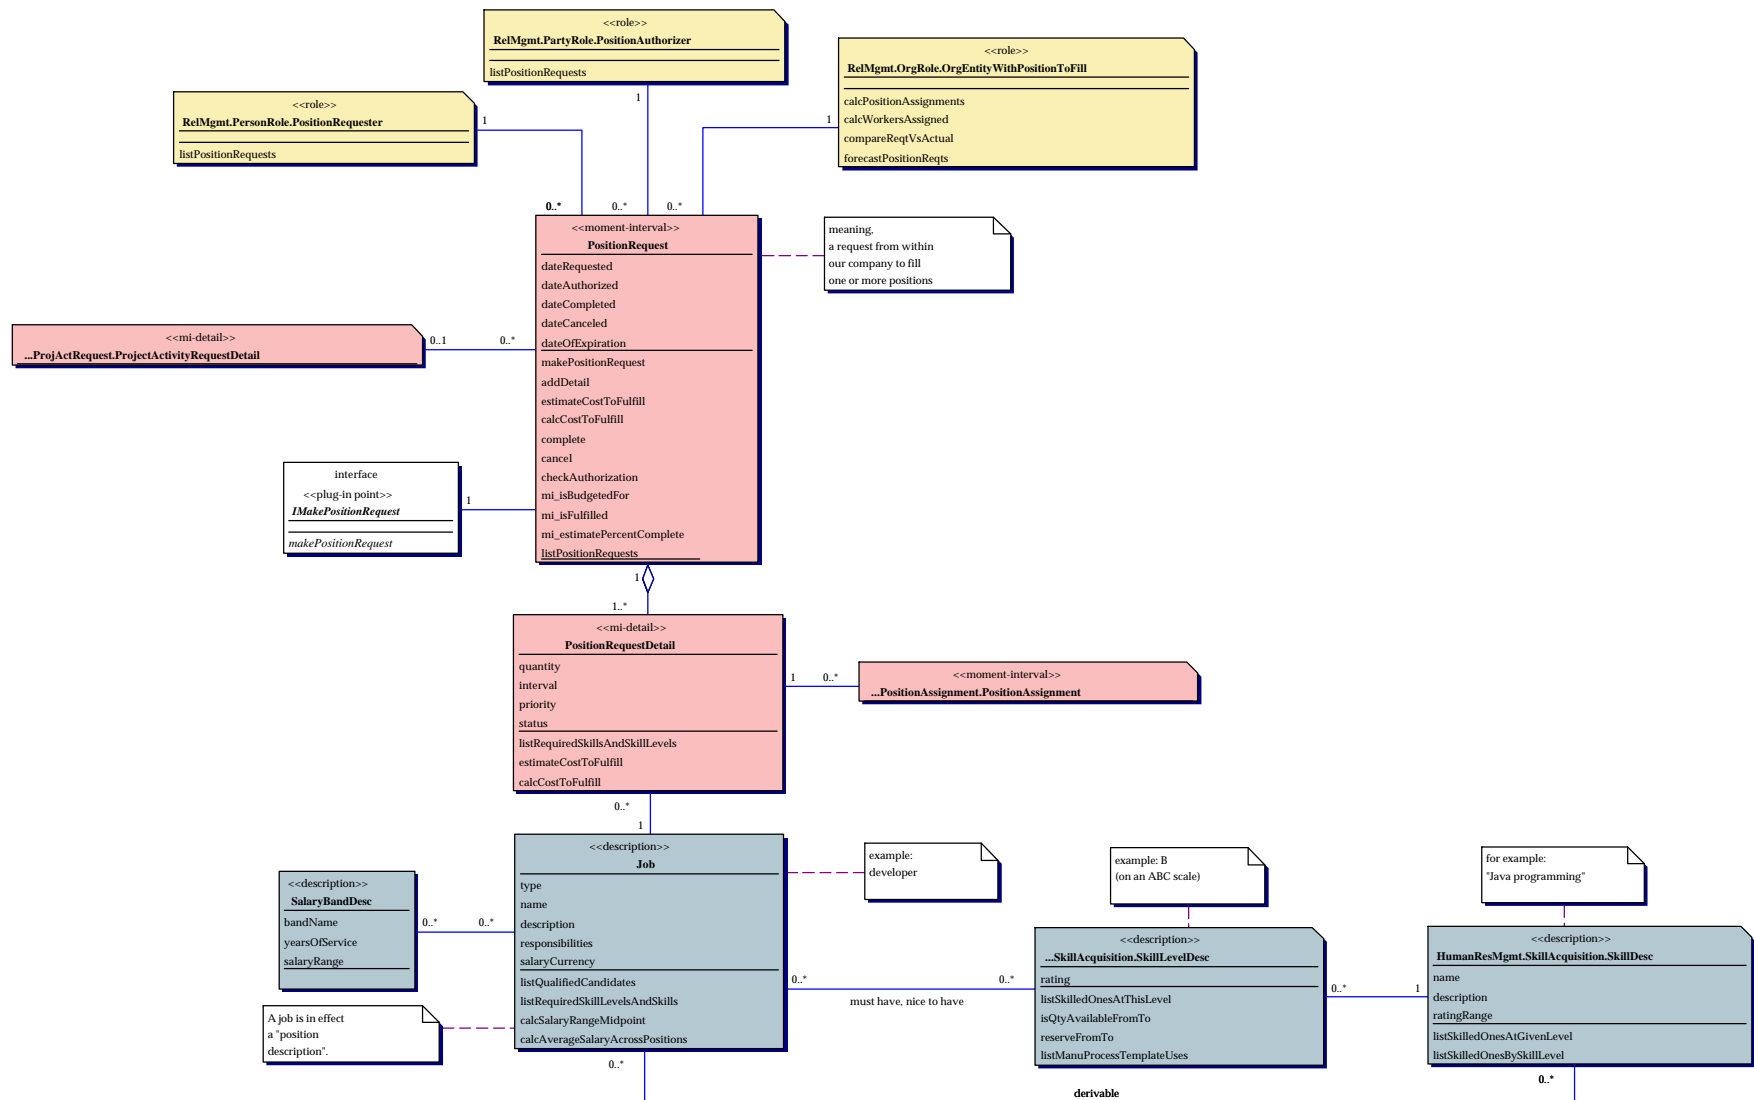 <<role>>
RelMgmt.PartyRole.PositionAuthorizer
listPositionRequests
<<role>>
RelMgmt.OrgRole.OrgEntityWithPositionToFill
calcPositionAssignments
calcWorkersAssigned
compareReqtVsActual
forecastPositionReqts
<<role>>
RelMgmt.PersonRole.PositionRequester
listPositionRequests
1
1
1
0..*
0..*
0..*
<<moment-interval>>
PositionRequest
dateRequested
dateAuthorized
dateCompleted
dateCanceled
dateOfExpiration
makePositionRequest
addDetail
estimateCostToFulfill
calcCostToFulfill
complete
cancel
checkAuthorization
mi_isBudgetedFor
mi_isFulfilled
mi_estimatePercentComplete
listPositionRequests
meaning,
a request from within
our company to fill
one or more positions
<<mi-detail>>
...ProjActRequest.ProjectActivityRequestDetail
0..1
0..*
interface
<<plug-in point>>
IMakePositionRequest
makePositionRequest
1
1
1..*
<<mi-detail>>
PositionRequestDetail
quantity
interval
priority
status
listRequiredSkillsAndSkillLevels
estimateCostToFulfill
calcCostToFulfill
1
0..*
<<moment-interval>>
...PositionAssignment.PositionAssignment
0..*
1
<<description>>
Job
type
name
description
responsibilities
salaryCurrency
listQualifiedCandidates
listRequiredSkillLevelsAndSkills
calcSalaryRangeMidpoint
calcAverageSalaryAcrossPositions
example:
developer
<<description>>
SalaryBandDesc
bandName
yearsOfService
salaryRange
0..*
0..*
A job is in effect
a "position
description".
0..*
0..*
0..*
must have, nice to have
example: B
(on an ABC scale)
<<description>>
...SkillAcquisition.SkillLevelDesc
rating
listSkilledOnesAtThisLevel
isQtyAvailableFromTo
reserveFromTo
listManuProcessTemplateUses
0..*
1
for example:
"Java programming"
<<description>>
HumanResMgmt.SkillAcquisition.SkillDesc
name
description
ratingRange
listSkilledOnesAtGivenLevel
listSkilledOnesBySkillLevel
0..*
derivable